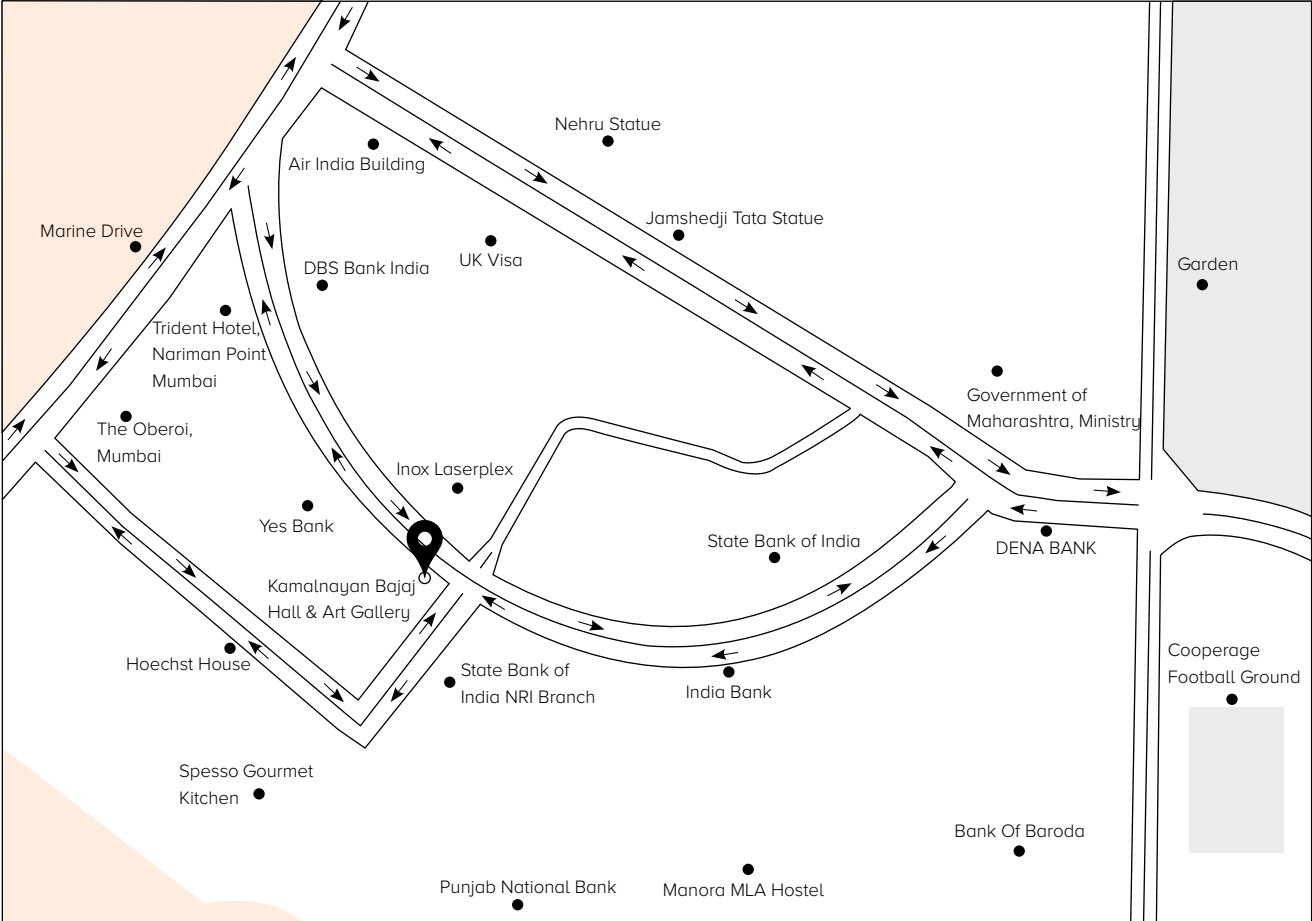 Nehru Statue
Air India Building
Jamshedji Tata Statue
Marine Drive
UK Visa
DBS Bank India
Garden
Trident Hotel,
Nariman Point
Mumbai
Government of
Maharashtra, Ministry
The Oberoi,
Mumbai
Inox Laserplex
Yes Bank
State Bank of India
DENA BANK
Kamalnayan Bajaj
Hall & Art Gallery
Hoechst House
State Bank of
India NRI Branch
India Bank
Cooperage
Football Ground
Spesso Gourmet
Kitchen
Bank Of Baroda
Punjab National Bank
Manora MLA Hostel